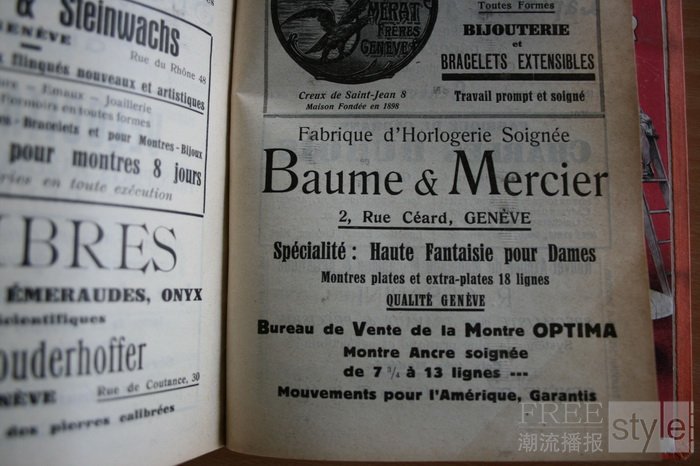 & Steinwachs
GENÈVE
Rue du Rhône 48
flinqués nouveaux et artistiques
- Emaux - Joaillerie
en toutes formes
- Bracelets et pour Montres - Bijoux
pour montres 8 jours
en toute exécution
ÉMERAUDES, ONYX
Rue de Coutance, 30
des pierres calibrées
MERAT
FRÈRES
GENÈVE
Creux de Saint-Jean 8
Maison Fondée en 1898
Toutes Formes
BIJOUTERIE
et
BRACELETS EXTENSIBLES
Travail prompt et soigné
Fabrique d'Horlogerie Soignée
Baume & Mercier
2, Rue Céard, GENÈVE
Spécialité : Haute Fantaisie pour Dames
Montres plates et extra-plates 18 lignes
QUALITÉ GENÈVE
Bureau de Vente de la Montre OPTIMA
Montre Ancre soignée
de 7 3/4 à 13 lignes ---
Mouvements pour l'Amérique, Garantis
FREE style
潮流播报